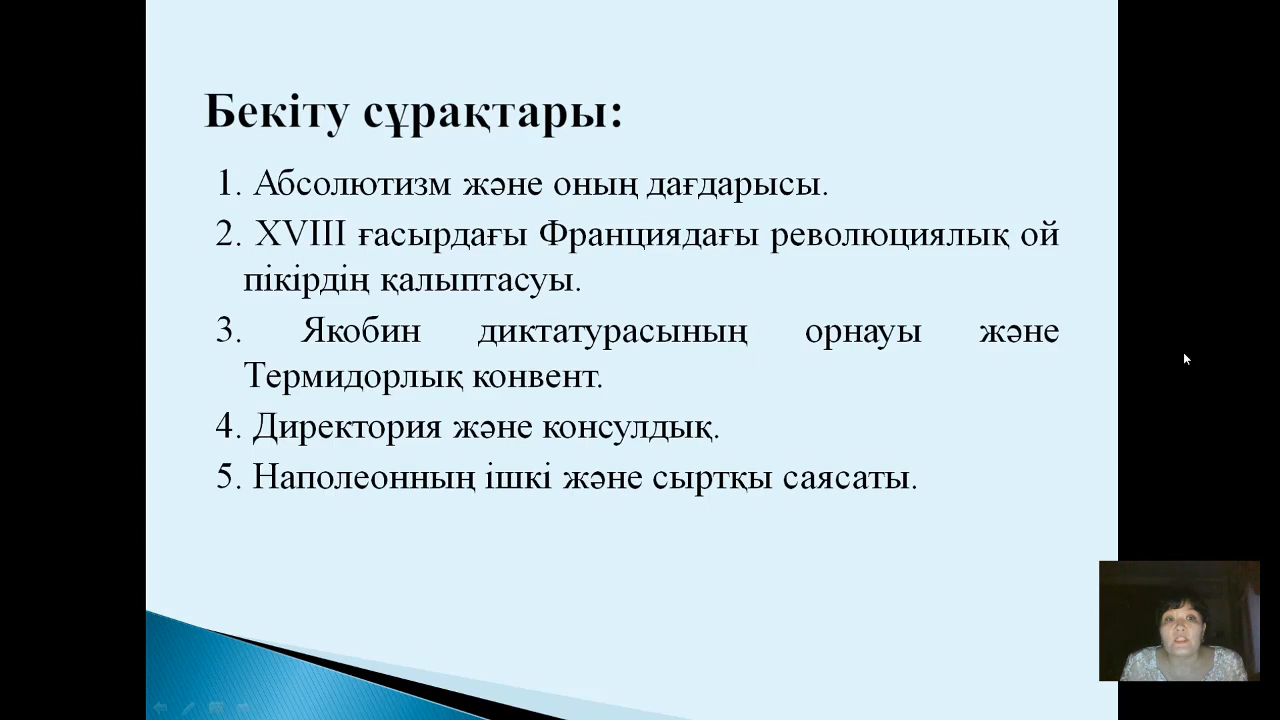 Бекіту сұрақтары:
1. Абсолютизм және оның дағдарысы.
2. XVIII ғасырдағы Франциядағы революциялық ой
пікірдің қалыптасуы.
3. Якобин диктатурасының орнауы және
Термидорлық конвент.
4. Директория және консулдық.
5. Наполеонның ішкі және сыртқы саясаты.